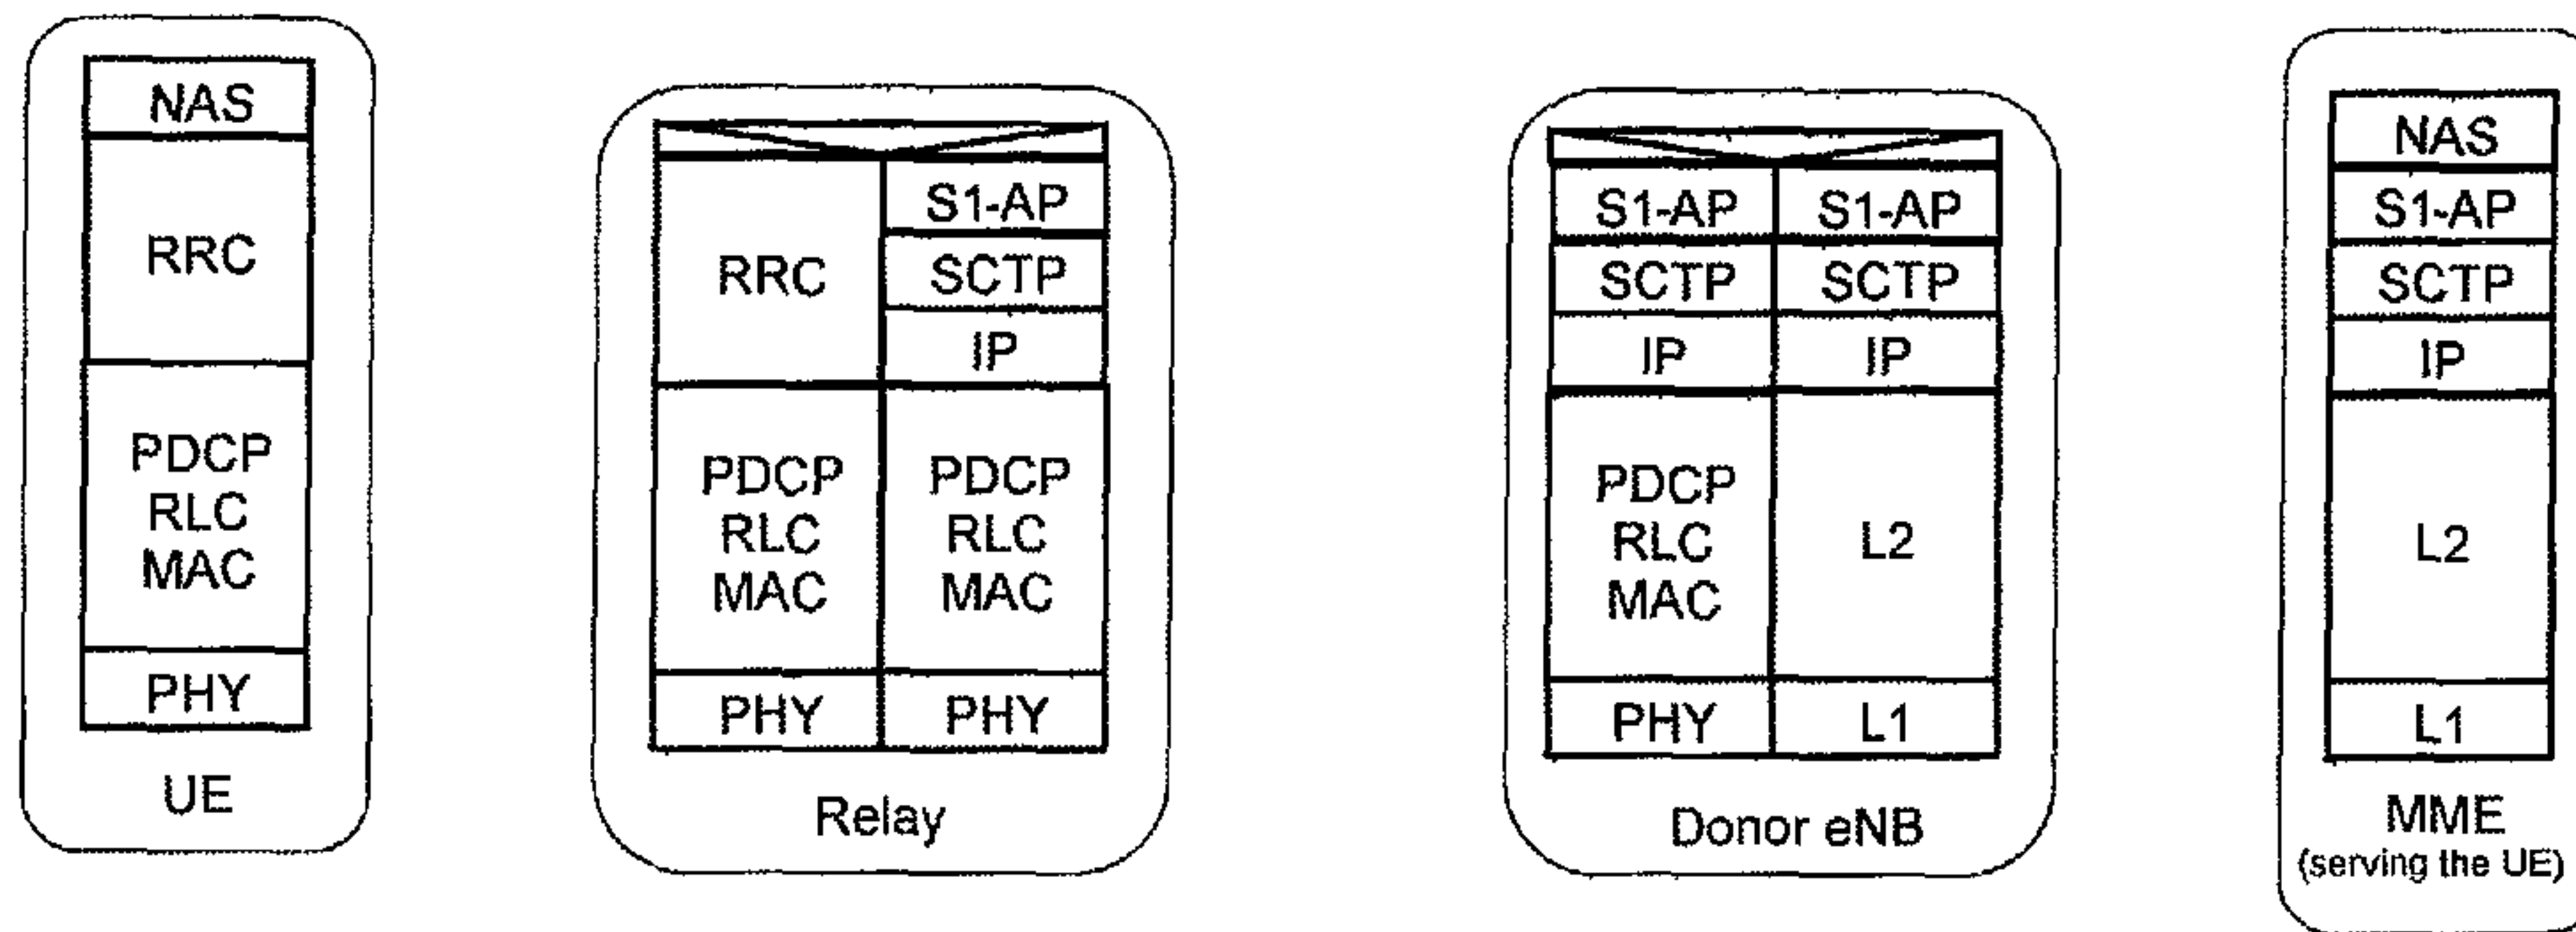 NAS
RRC
PDCP
RLC
MAC
PHY
UE
RRC
PDCP
RLC
MAC
PHY
S1-AP
SCTP
IP
PDCP
RLC
MAC
PHY
Relay
S1-AP
SCTP
IP
PDCP
RLC
MAC
PHY
S1-AP
SCTP
IP
L2
L1
Donor eNB
NAS
S1-AP
SCTP
IP
L2
L1
MME
(serving the UE)